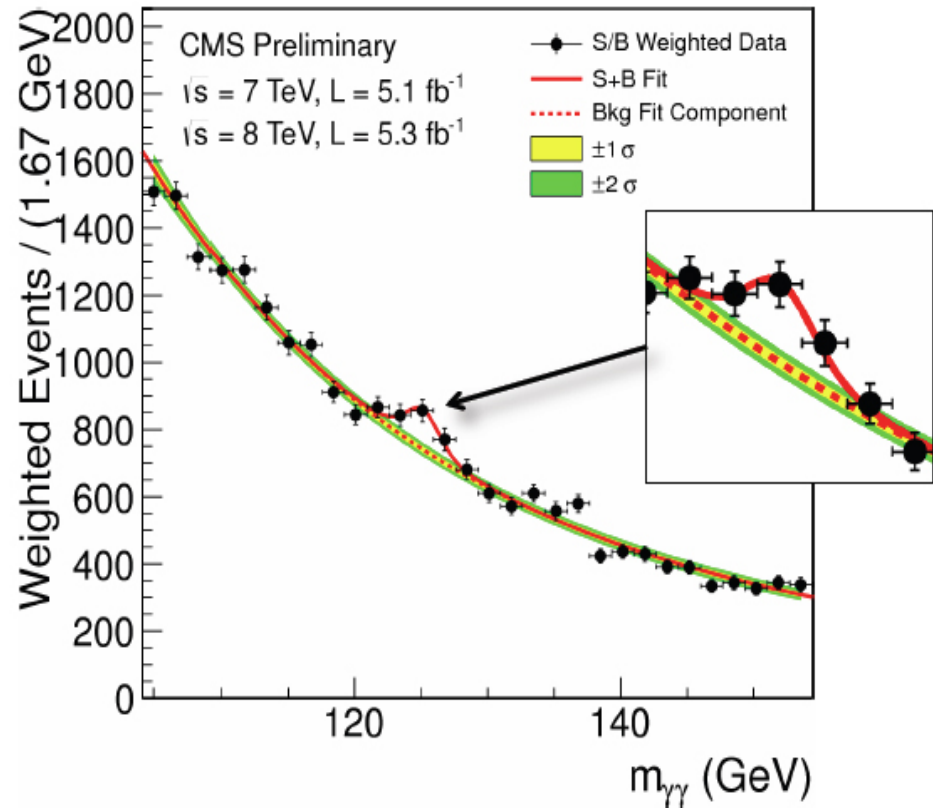 Weighted Events / (1.67 GeV)
2000
1800
1600
1400
1200
1000
800
600
400
200
0
CMS Preliminary
√s = 7 TeV, L = 5.1 fb⁻¹
√s = 8 TeV, L = 5.3 fb⁻¹
S/B Weighted Data
S+B Fit
Bkg Fit Component
±1 σ
±2 σ
120 140
m_γγ (GeV)